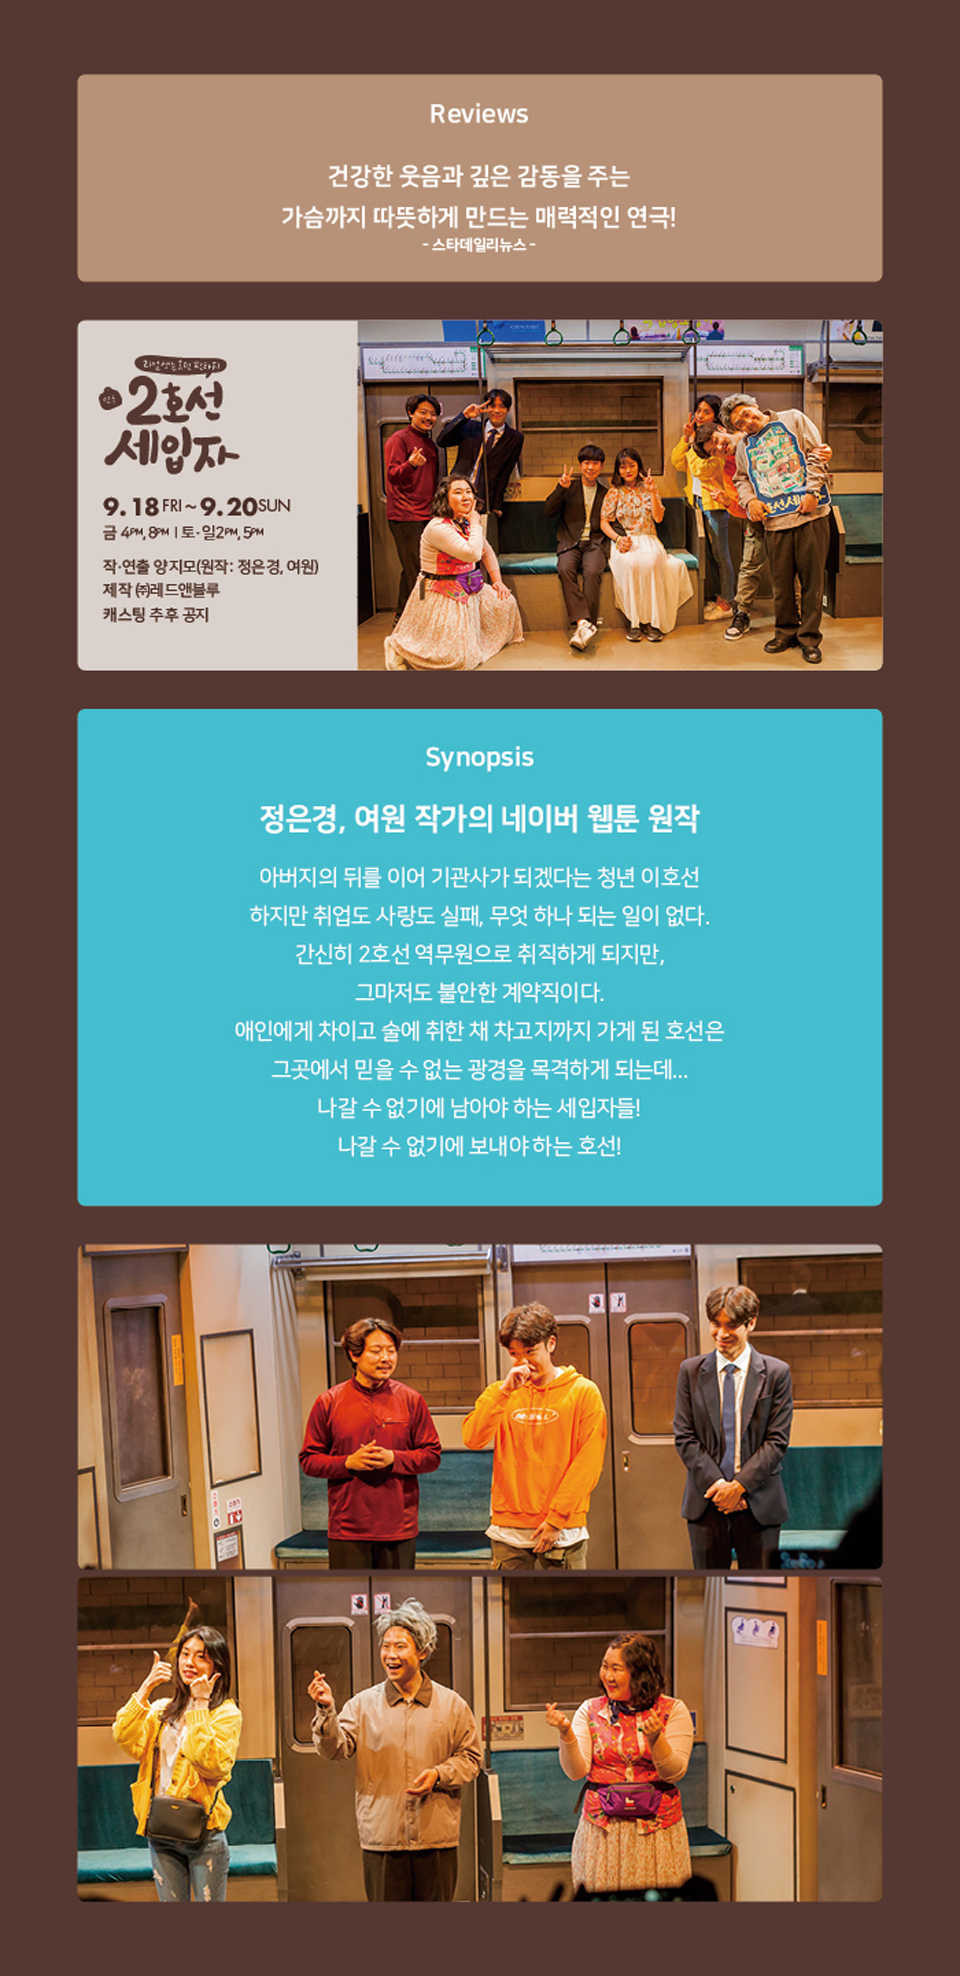 Reviews
건강한 웃음과 깊은 감동을 주는
가슴까지 따뜻하게 만드는 매력적인 연극!
- 스타데일리뉴스 -
연극
2호선
세입자
9.18 FRI ~ 9.20 SUN
금 4PM, 8PM | 토·일2PM, 5PM
작·연출 양지모(원작: 정은경, 여원)
제작 ㈜레드앤블루
캐스팅 추후 공지
Synopsis
정은경, 여원 작가의 네이버 웹툰 원작
아버지의 뒤를 이어 기관사가 되겠다는 청년 이호선
하지만 취업도 사랑도 실패, 무엇 하나 되는 일이 없다.
간신히 2호선 역무원으로 취직하게 되지만,
그마저도 불안한 계약직이다.
애인에게 차이고 술에 취한 채 차고지까지 가게 된 호선은
그곳에서 믿을 수 없는 광경을 목격하게 되는데...
나갈 수 없기에 남아야 하는 세입자들!
나갈 수 없기에 보내야 하는 호선!